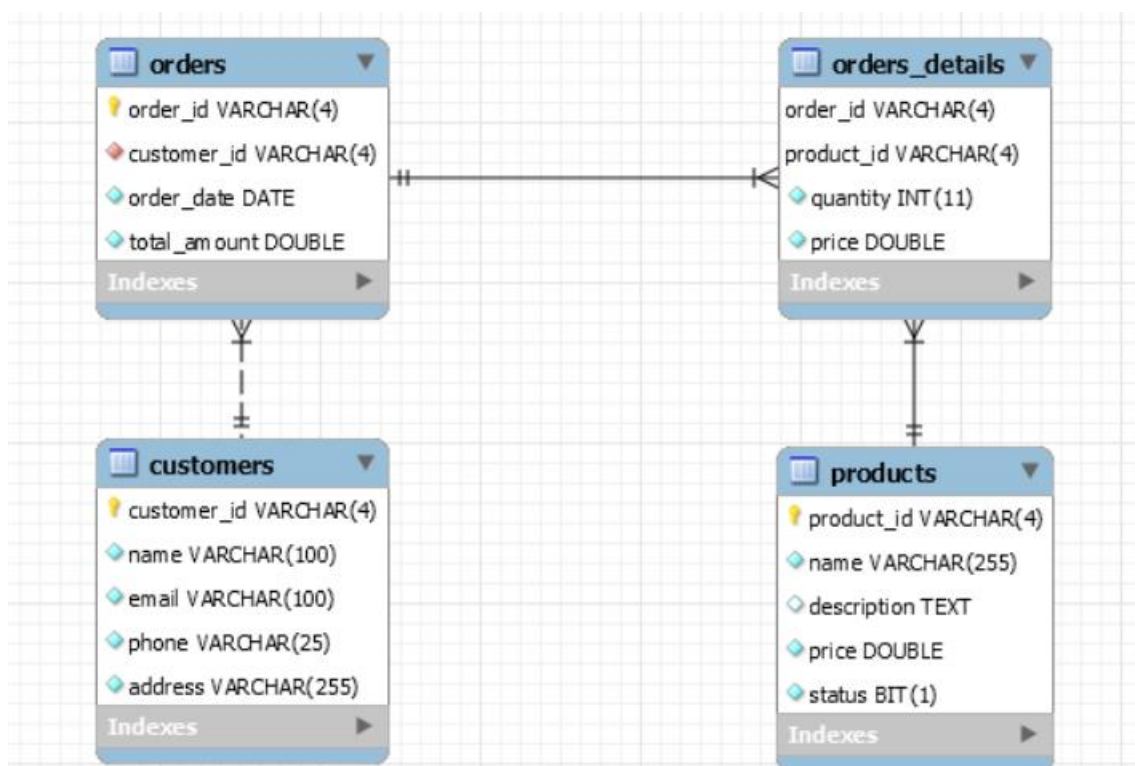 orders
order_id VARCHAR(4)
customer_id VARCHAR(4)
order_date DATE
total_amount DOUBLE
Indexes
orders_details
order_id VARCHAR(4)
product_id VARCHAR(4)
quantity INT(11)
price DOUBLE
Indexes
customers
customer_id VARCHAR(4)
name VARCHAR(100)
email VARCHAR(100)
phone VARCHAR(25)
address VARCHAR(255)
Indexes
products
product_id VARCHAR(4)
name VARCHAR(255)
description TEXT
price DOUBLE
status BIT(1)
Indexes